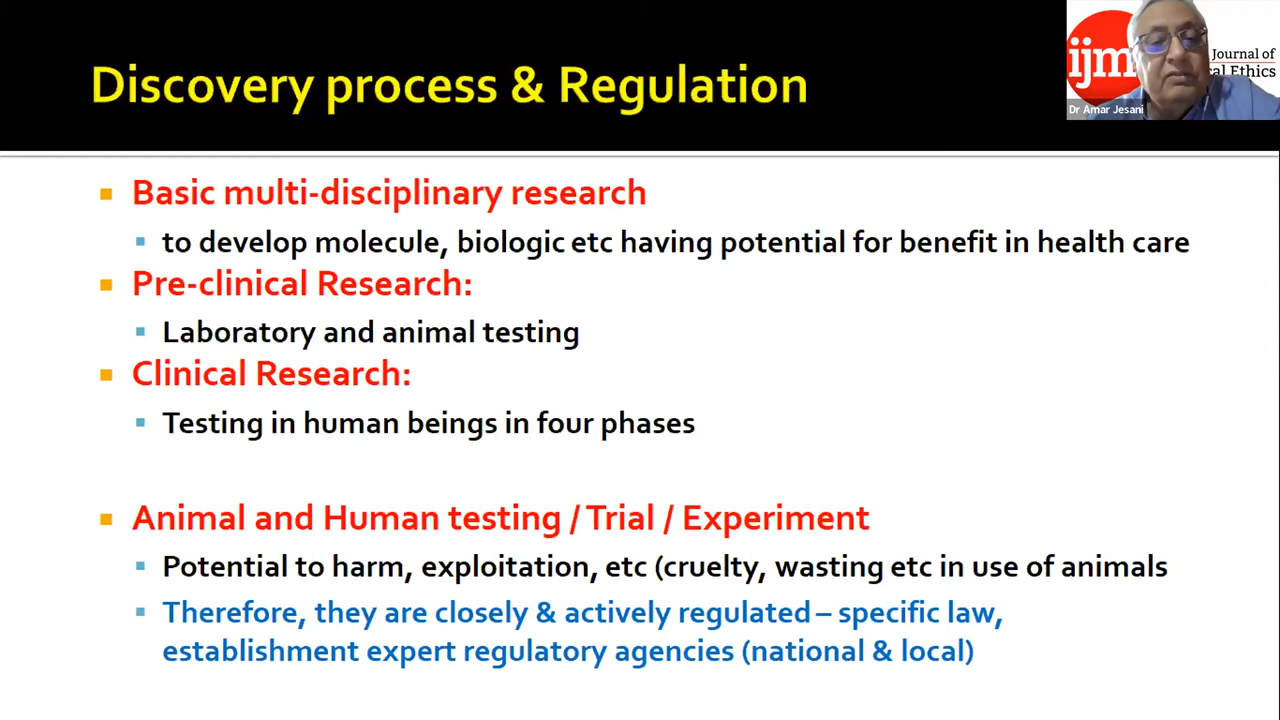 Discovery process & Regulation
ijm
Journal of
al Ethics
Dr Amar Jesani
Basic multi-disciplinary research
to develop molecule, biologic etc having potential for benefit in health care
Pre-clinical Research:
Laboratory and animal testing
Clinical Research:
Testing in human beings in four phases
Animal and Human testing / Trial / Experiment
Potential to harm, exploitation, etc (cruelty, wasting etc in use of animals
Therefore, they are closely & actively regulated – specific law,
establishment expert regulatory agencies (national & local)